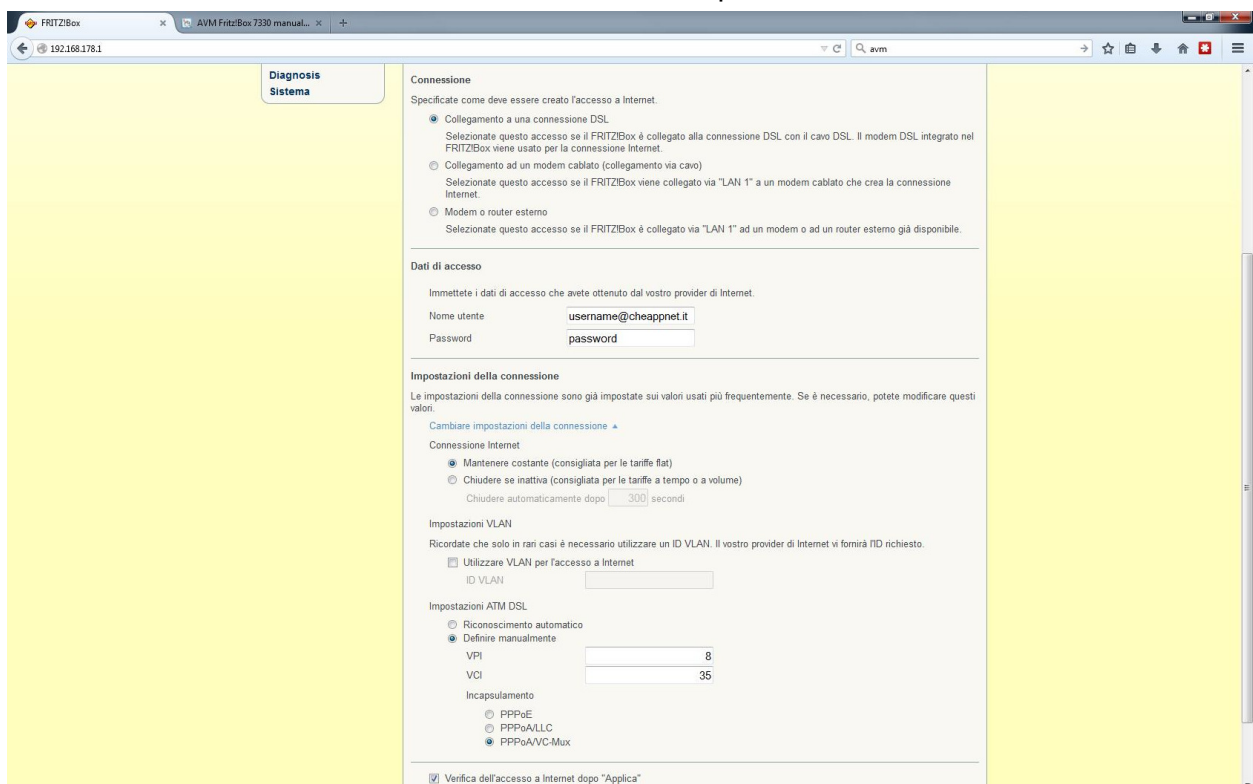 FRITZ!Box
AVM Fritz!Box 7330 manual...
192.168.178.1
avm
Diagnosis
Sistema
Connessione
Specificate come deve essere creato l'accesso a Internet.
Collegamento a una connessione DSL
Selezionate questo accesso se il FRITZ!Box è collegato alla connessione DSL con il cavo DSL. Il modem DSL integrato nel
FRITZ!Box viene usato per la connessione Internet.
Collegamento ad un modem cablato (collegamento via cavo)
Selezionate questo accesso se il FRITZ!Box viene collegato via "LAN 1" a un modem cablato che crea la connessione
Internet.
Modem o router esterno
Selezionate questo accesso se il FRITZ!Box è collegato via "LAN 1" ad un modem o ad un router esterno già disponibile.
Dati di accesso
Immettete i dati di accesso che avete ottenuto dal vostro provider di Internet.
Nome utente username@cheappnet.it
Password password
Impostazioni della connessione
Le impostazioni della connessione sono già impostate sui valori usati più frequentemente. Se è necessario, potete modificare questi
valori.
Cambiare impostazioni della connessione
Connessione Internet
Mantenere costante (consigliata per le tariffe flat)
Chiudere se inattiva (consigliata per le tariffe a tempo o a volume)
Chiudere automaticamente dopo 300 secondi
Impostazioni VLAN
Ricordate che solo in rari casi è necessario utilizzare un ID VLAN. Il vostro provider di Internet vi fornirà l'ID richiesto.
Utilizzare VLAN per l'accesso a Internet
ID VLAN
Impostazioni ATM DSL
Riconoscimento automatico
Definire manualmente
VPI 8
VCI 35
Incapsulamento
PPPoE
PPPoA/LLC
PPPoA/VC-Mux
Verifica dell'accesso a Internet dopo "Applica"